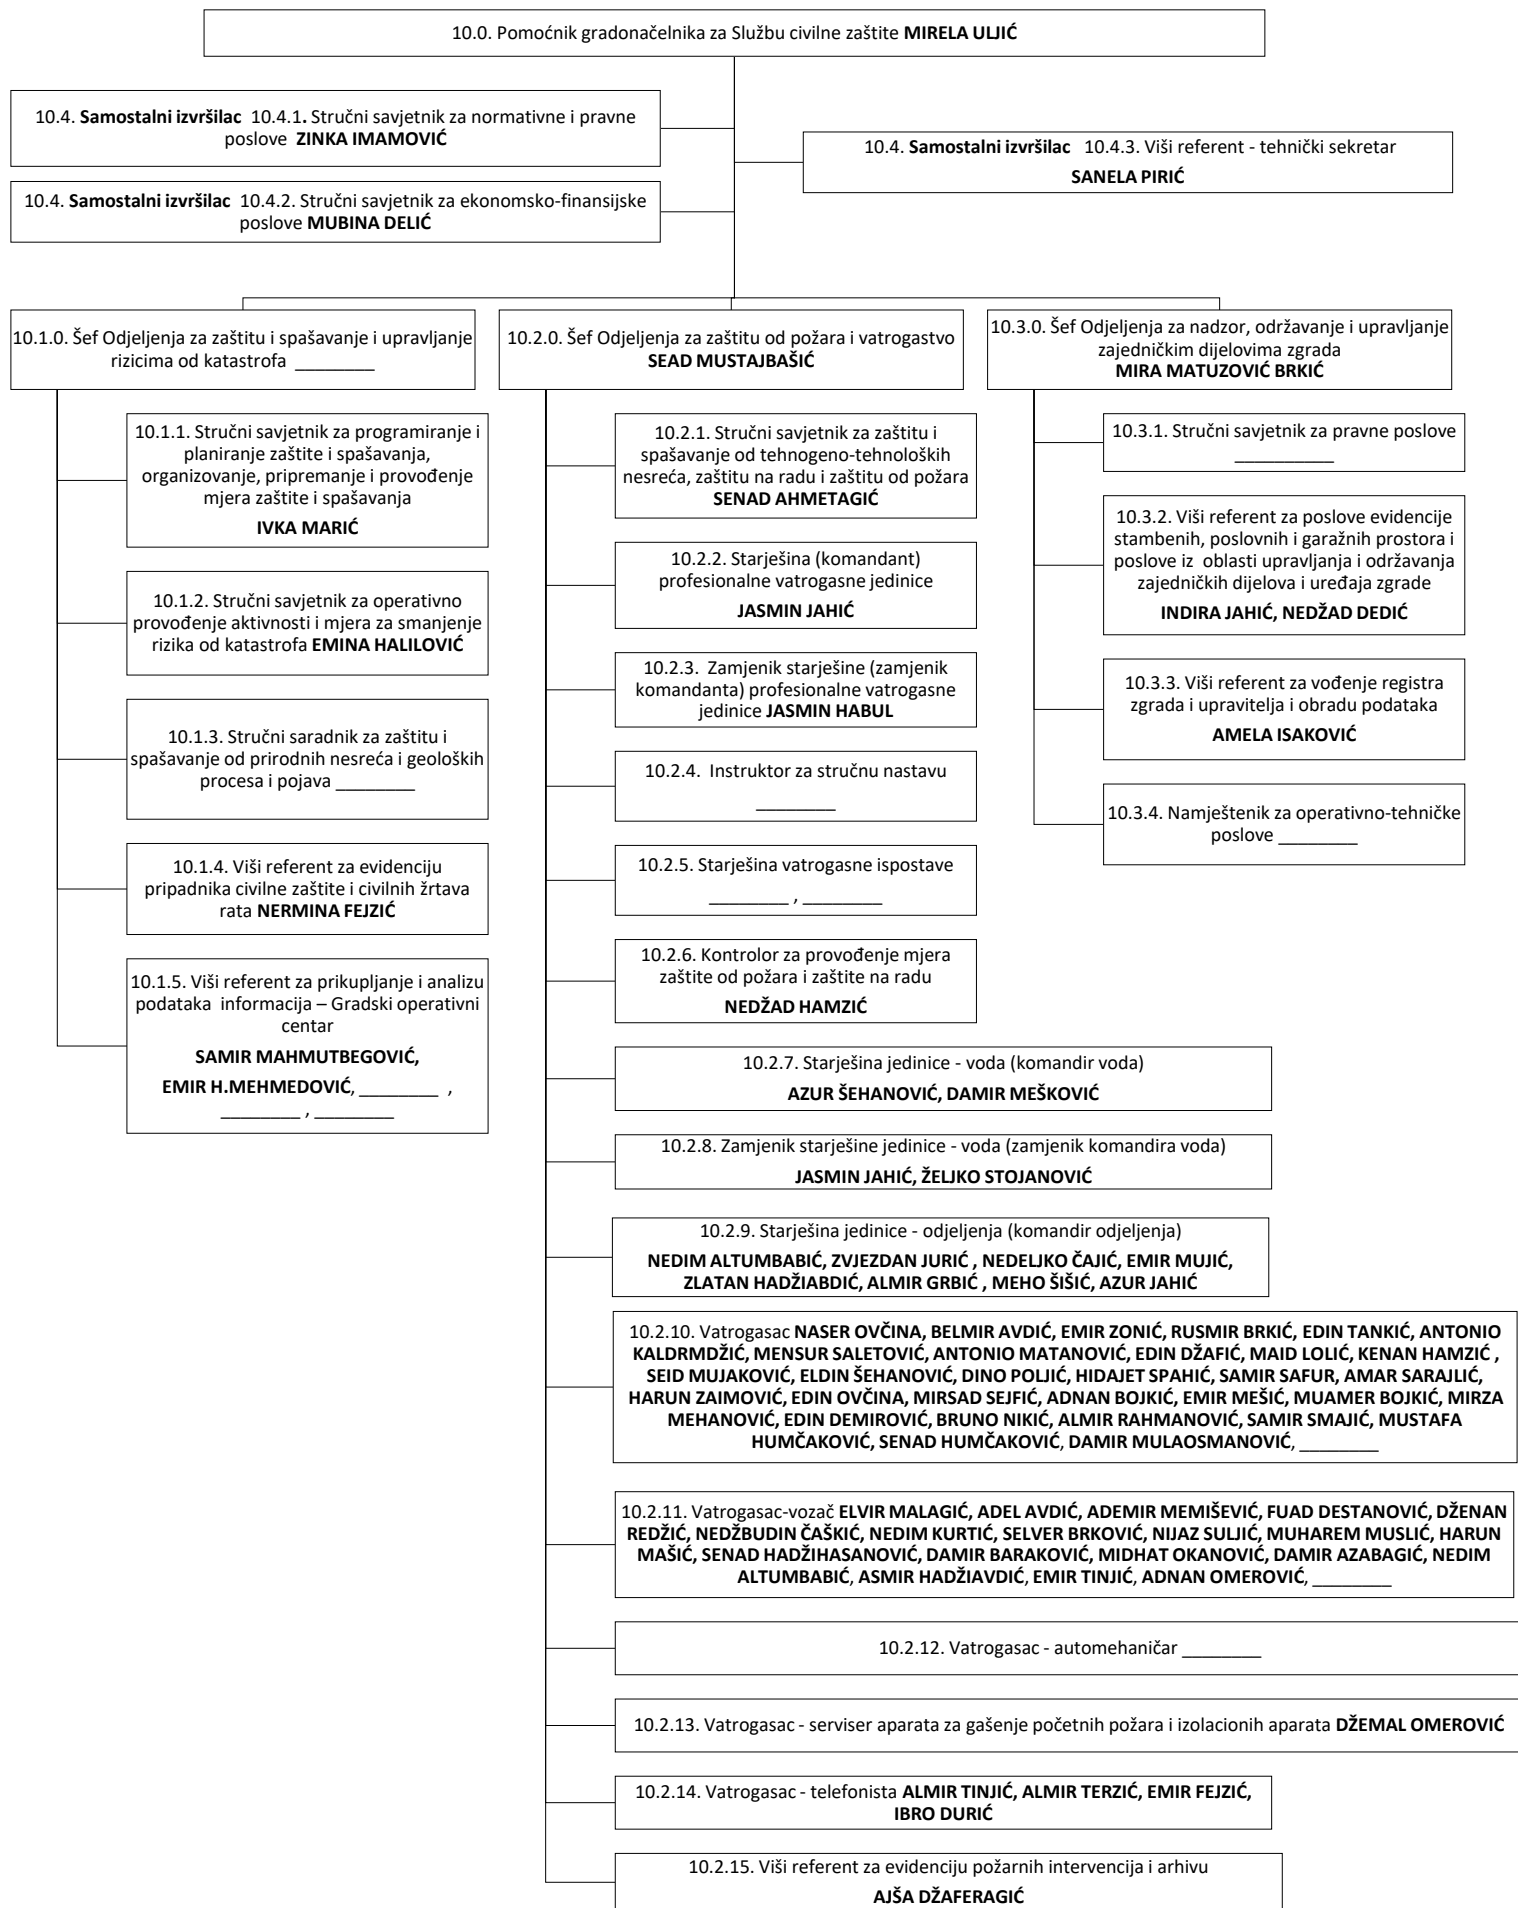 10.0. Pomoćnik gradonačelnika za Službu civilne zaštite MIRELA ULJIĆ
10.4. Samostalni izvršilac 10.4.1. Stručni savjetnik za normativne i pravne
poslove ZINKA IMAMOVIĆ
10.4. Samostalni izvršilac 10.4.3. Viši referent - tehnički sekretar
SANELA PIRIĆ
10.4. Samostalni izvršilac 10.4.2. Stručni savjetnik za ekonomsko-finansijske
poslove MUBINA DELIĆ
10.1.0. Šef Odjeljenja za zaštitu i spašavanje i upravljanje
rizicima od katastrofa ________
10.1.1. Stručni savjetnik za programiranje i
planiranje zaštite i spašavanja,
organizovanje, pripremanje i provođenje
mjera zaštite i spašavanja
IVKA MARIĆ
10.1.2. Stručni savjetnik za operativno
provođenje aktivnosti i mjera za smanjenje
rizika od katastrofa EMINA HALILOVIĆ
10.1.3. Stručni saradnik za zaštitu i
spašavanje od prirodnih nesreća i geoloških
procesa i pojava ________
10.1.4. Viši referent za evidenciju
pripadnika civilne zaštite i civilnih žrtava
rata NERMINA FEJZIĆ
10.1.5. Viši referent za prikupljanje i analizu
podataka informacija – Gradski operativni
centar
SAMIR MAHMUTBEGOVIĆ,
EMIR H.MEHMEDOVIĆ, ________ ,
________ , ________
10.2.0. Šef Odjeljenja za zaštitu od požara i vatrogastvo
SEAD MUSTAJBAŠIĆ
10.2.1. Stručni savjetnik za zaštitu i
spašavanje od tehnogeno-tehnoloških
nesreća, zaštitu na radu i zaštitu od požara
SENAD AHMETAGIĆ
10.2.2. Starješina (komandant)
profesionalne vatrogasne jedinice
JASMIN JAHIĆ
10.2.3. Zamjenik starješine (zamjenik
komandanta) profesionalne vatrogasne
jedinice JASMIN HABUL
10.2.4. Instruktor za stručnu nastavu
________
10.2.5. Starješina vatrogasne ispostave
________ , ________
10.2.6. Kontrolor za provođenje mjera
zaštite od požara i zaštite na radu
NEDŽAD HAMZIĆ
10.2.7. Starješina jedinice - voda (komandir voda)
AZUR ŠEHANOVIĆ, DAMIR MEŠKOVIĆ
10.2.8. Zamjenik starješine jedinice - voda (zamjenik komandira voda)
JASMIN JAHIĆ, ŽELJKO STOJANOVIĆ
10.2.9. Starješina jedinice - odjeljenja (komandir odjeljenja)
NEDIM ALTUMBABIĆ, ZVJEZDAN JURIĆ , NEDELJKO ČAJIĆ, EMIR MUJIĆ,
ZLATAN HADŽIABDIĆ, ALMIR GRBIĆ , MEHO ŠIŠIĆ, AZUR JAHIĆ
10.2.10. Vatrogasac NASER OVČINA, BELMIR AVDIĆ, EMIR ZONIĆ, RUSMIR BRKIĆ, EDIN TANKIĆ, ANTONIO
KALDRMDŽIĆ, MENSUR SALETOVIĆ, ANTONIO MATANOVIĆ, EDIN DŽAFIĆ, MAID LOLIĆ, KENAN HAMZIĆ ,
SEID MUJAKOVIĆ, ELDIN ŠEHANOVIĆ, DINO POLJIĆ, HIDAJET SPAHIĆ, SAMIR SAFUR, AMAR SARAJLIĆ,
HARUN ZAIMOVIĆ, EDIN OVČINA, MIRSAD SEJFIĆ, ADNAN BOJKIĆ, EMIR MEŠIĆ, MUAMER BOJKIĆ, MIRZA
MEHANOVIĆ, EDIN DEMIROVIĆ, BRUNO NIKIĆ, ALMIR RAHMANOVIĆ, SAMIR SMAJIĆ, MUSTAFA
HUMČAKOVIĆ, SENAD HUMČAKOVIĆ, DAMIR MULAOSMANOVIĆ, ________
10.2.11. Vatrogasac-vozač ELVIR MALAGIĆ, ADEL AVDIĆ, ADEMIR MEMIŠEVIĆ, FUAD DESTANOVIĆ, DŽENAN
REDŽIĆ, NEDŽBUDIN ČAŠKIĆ, NEDIM KURTIĆ, SELVER BRKOVIĆ, NIJAZ SULJIĆ, MUHAREM MUSLIĆ, HARUN
MAŠIĆ, SENAD HADŽIHASANOVIĆ, DAMIR BARAKOVIĆ, MIDHAT OKANOVIĆ, DAMIR AZABAGIĆ, NEDIM
ALTUMBABIĆ, ASMIR HADŽIAVDIĆ, EMIR TINJIĆ, ADNAN OMEROVIĆ, ________
10.2.12. Vatrogasac - automehaničar ________
10.2.13. Vatrogasac - serviser aparata za gašenje početnih požara i izolacionih aparata DŽEMAL OMEROVIĆ
10.2.14. Vatrogasac - telefonista ALMIR TINJIĆ, ALMIR TERZIĆ, EMIR FEJZIĆ,
IBRO DURIĆ
10.2.15. Viši referent za evidenciju požarnih intervencija i arhivu
AJŠA DŽAFERAGIĆ
10.3.0. Šef Odjeljenja za nadzor, održavanje i upravljanje
zajedničkim dijelovima zgrada
MIRA MATUZOVIĆ BRKIĆ
10.3.1. Stručni savjetnik za pravne poslove
__________
10.3.2. Viši referent za poslove evidencije
stambenih, poslovnih i garažnih prostora i
poslove iz oblasti upravljanja i održavanja
zajedničkih dijelova i uređaja zgrade
INDIRA JAHIĆ, NEDŽAD DEDIĆ
10.3.3. Viši referent za vođenje registra
zgrada i upravitelja i obradu podataka
AMELA ISAKOVIĆ
10.3.4. Namještenik za operativno-tehničke
poslove ________